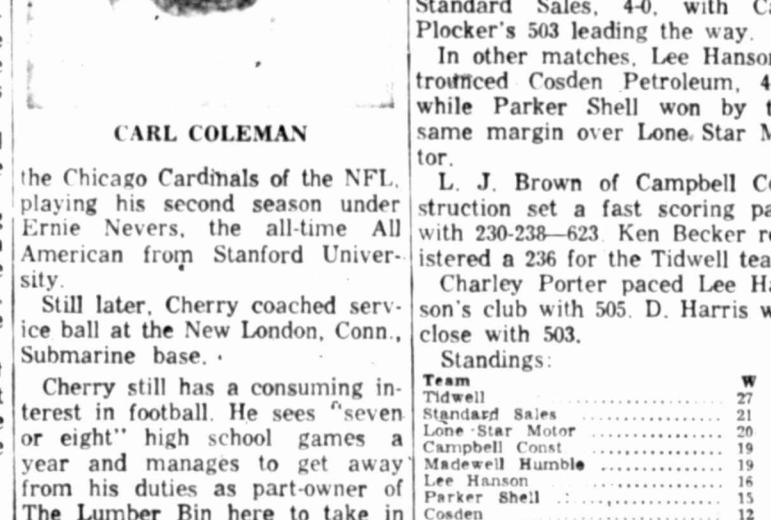 CARL COLEMAN
the Chicago Cardinals of the NFL,
playing his second season under
Ernie Nevers, the all-time All
American from Stanford Univer-
sity.
Still later, Cherry coached serv-
ice ball at the New London, Conn.,
Submarine base.
Cherry still has a consuming in-
terest in football. He sees "seven
or eight" high school games a
year and manages to get away
from his duties as part-owner of
The Lumber Bin here to take in
Standard Sales, 4-0, with
Plocker's 503 leading the way.
In other matches, Lee Hanson
trounced Cosden Petroleum,
while Parker Shell won by
same margin over Lone Star
tor.
L. J. Brown of Campbell
struction set a fast scoring
with 230-238—623. Ken Becker
istered a 236 for the Tidwell
Charley Porter paced Lee
son's club with 505. D. Harris
close with 503.
Standings:
Team W
Tidwell 27
Standard Sales 21
Lone Star Motor 20
Campbell Const 19
Madewell Humble 19
Lee Hanson 16
Parker Shell 15
Cosden 12